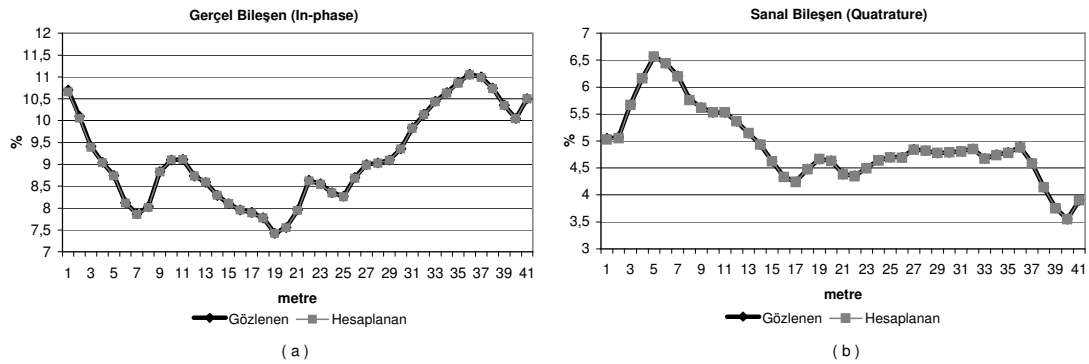 Gerçel Bileşen (In-phase)
%
12
11,5
11
10,5
10
9,5
9
8,5
8
7,5
7
1 3 5 7 9 11 13 15 17 19 21 23 25 27 29 31 33 35 37 39 41
metre
Gözlenen Hesaplanan
( a )
Sanal Bileşen (Quatrature)
%
7
6,5
6
5,5
5
4,5
4
3,5
3
1 3 5 7 9 11 13 15 17 19 21 23 25 27 29 31 33 35 37 39 41
metre
Gözlenen Hesaplanan
( b )